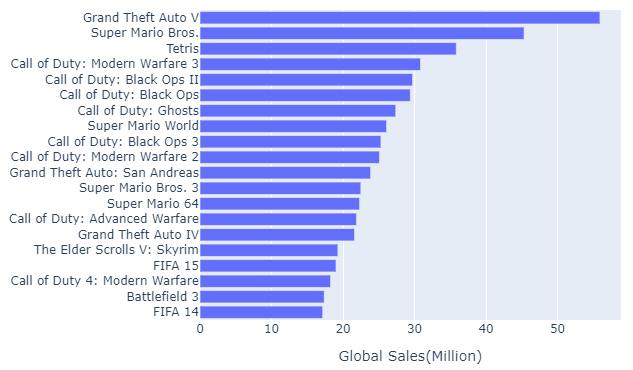 Grand Theft Auto V
Super Mario Bros.
Tetris
Call of Duty: Modern Warfare 3
Call of Duty: Black Ops II
Call of Duty: Black Ops
Call of Duty: Ghosts
Super Mario World
Call of Duty: Black Ops 3
Call of Duty: Modern Warfare 2
Grand Theft Auto: San Andreas
Super Mario Bros. 3
Super Mario 64
Call of Duty: Advanced Warfare
Grand Theft Auto IV
The Elder Scrolls V: Skyrim
FIFA 15
Call of Duty 4: Modern Warfare
Battlefield 3
FIFA 14
0 10 20 30 40 50
Global Sales(Million)